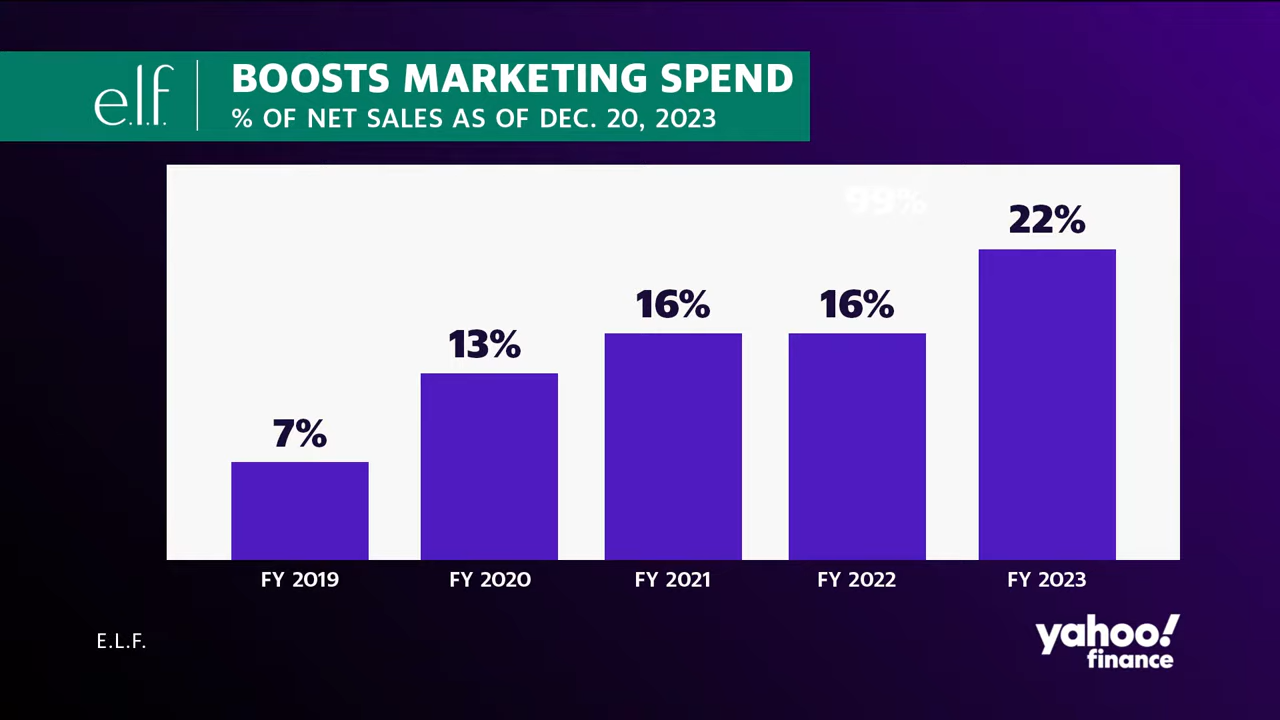 e.l.f.
BOOSTS MARKETING SPEND
% OF NET SALES AS OF DEC. 20, 2023
99%
22%
16%
16%
13%
7%
FY 2019
FY 2020
FY 2021
FY 2022
FY 2023
E.L.F.
yahoo!
finance